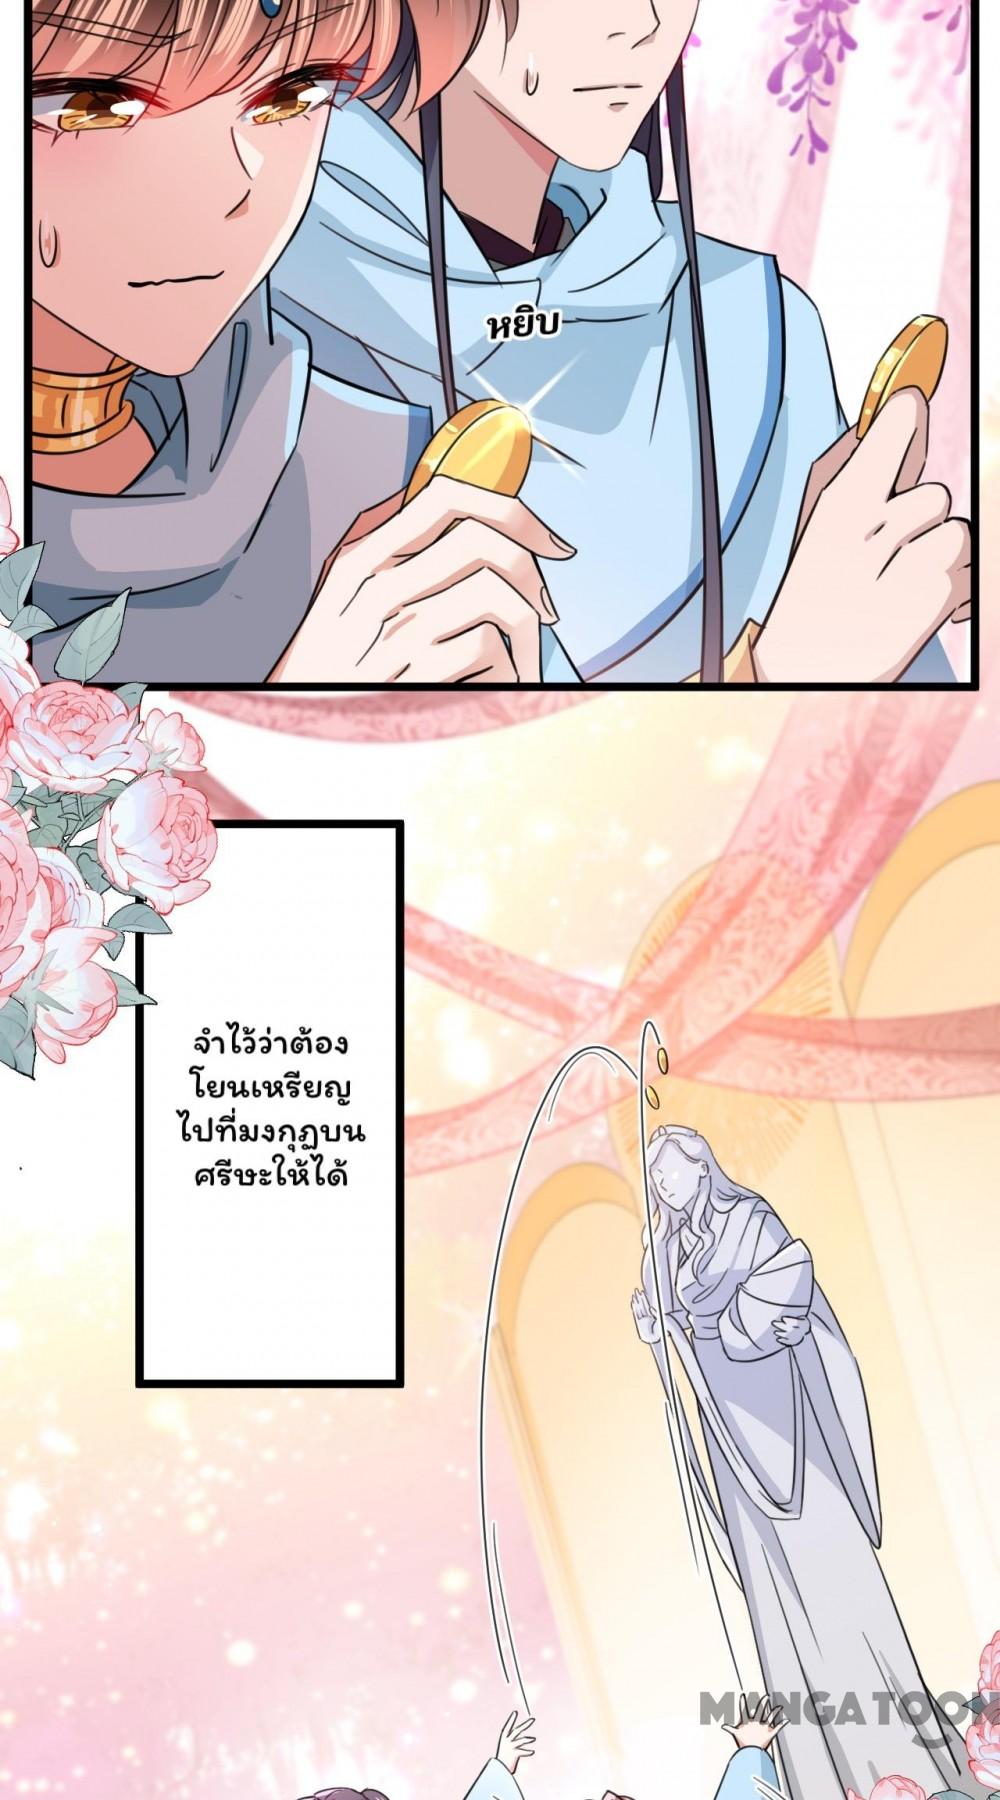 หยิบ
จำไว้ว่าต้อง
โยนเหรียญ
ไปที่มงกุฎบน
ศรีษะให้ได้
MANGATOON